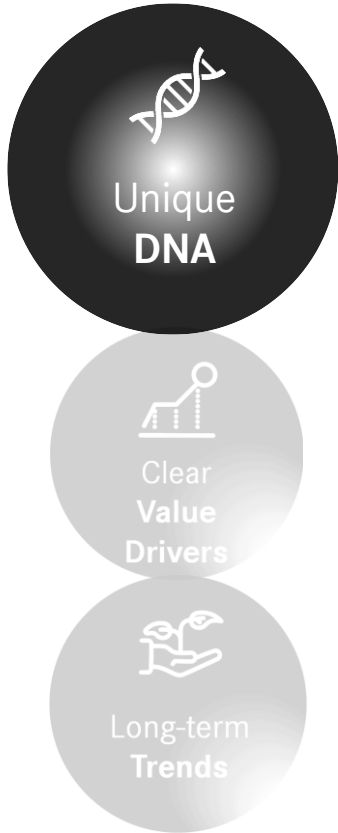 Unique
DNA
Clear
Value
Drivers
Long-term
Trends